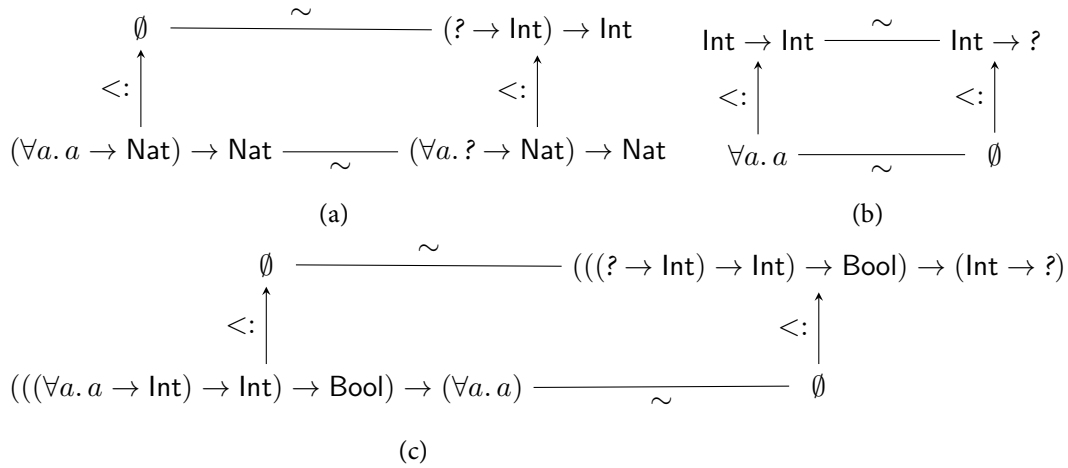 ∅ ∼ (? → Int) → Int
<: <:
(∀a. a → Nat) → Nat ∼ (∀a. ? → Nat) → Nat
(a)
Int → Int ∼ Int → ?
<: <:
∀a. a ∼ ∅
(b)
∅ ∼ (((? → Int) → Int) → Bool) → (Int → ?)
<: <:
(((∀a. a → Int) → Int) → Bool) → (∀a. a) ∼ ∅
(c)